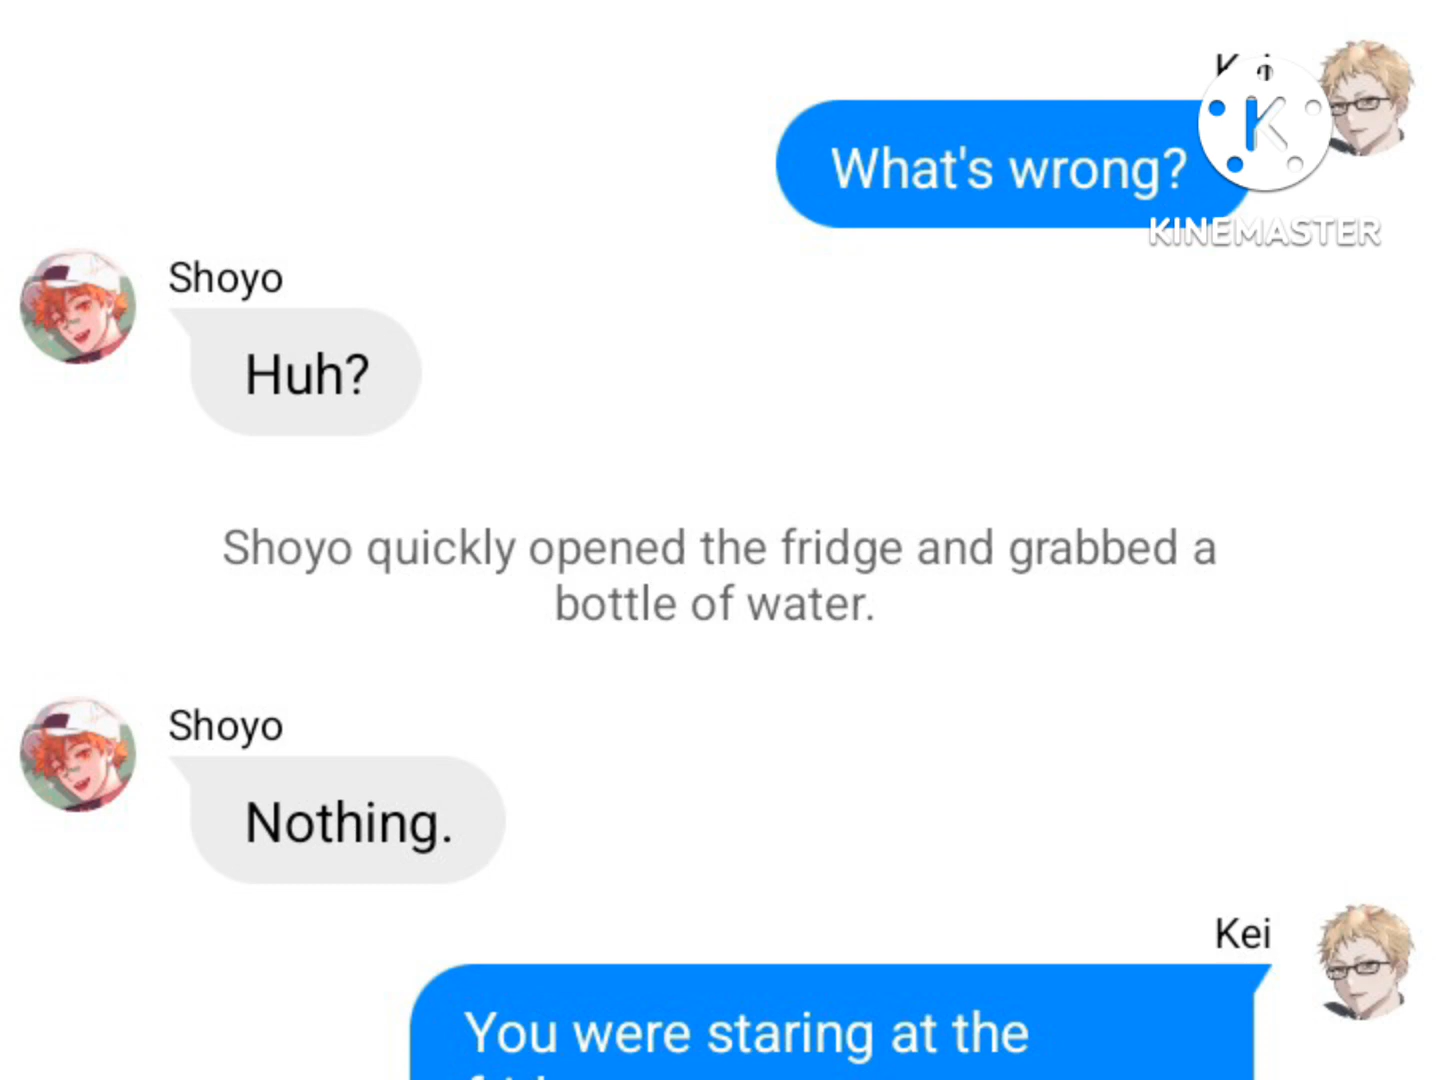 Kei
What's wrong?
K
KINEMASTER
Shoyo
Huh?
Shoyo quickly opened the fridge and grabbed a
bottle of water.
Shoyo
Nothing.
Kei
You were staring at the